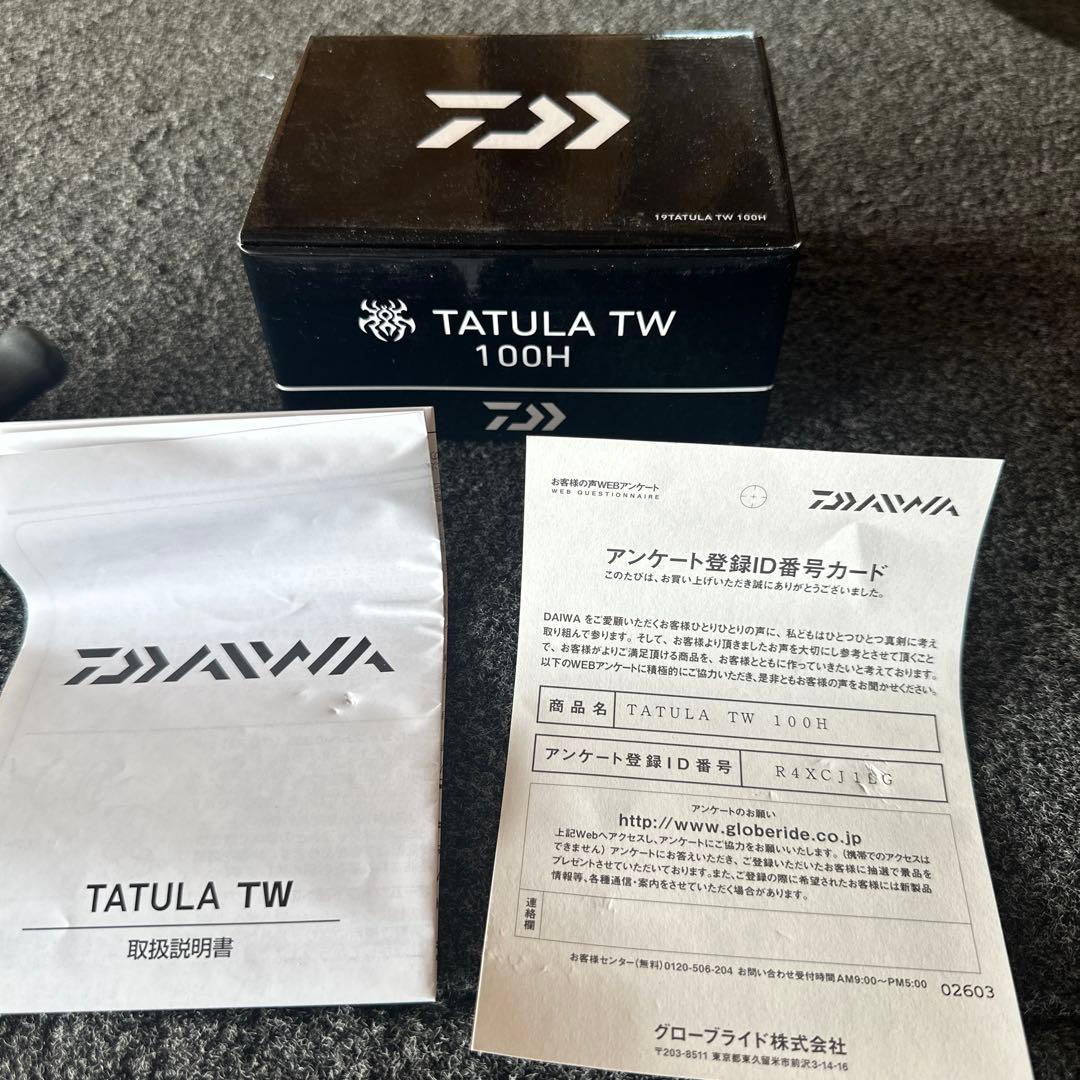 19TATULA TW 100H
TATULA TW
100H
DAIWA
TATULA TW
取扱説明書
お客様の声WEBアンケート
WEB QUESTIONNAIRE
DAIWA
アンケート登録ID番号カード
このたびは、お買い上げいただき誠にありがとうございました。
DAIWA をご愛願いただくお客様ひとりひとりの声に、私どもはひとつひとつ真剣に考え
取り組んで参ります。そして、お客様より頂きましたお声を大切にし参考とさせて頂くこと
で、お客様がよりご満足頂ける商品を、お客様とともに作っていきたいと考えております。
以下のWEBアンケートに積極的にご協力いただき、是非ともお客様の声をお聞かせください。
商品名 TATULA TW 100H
アンケート登録ID番号 R4XCJ1EG
アンケートのお願い
http://www.globeride.co.jp
上記Webへアクセスし、アンケートにご協力をお願いいたします。(携帯でのアクセスは
できません) アンケートにお答えいただき、ご登録いただいたお客様に抽選で景品を
プレゼントさせていただいております。また、ご登録の際に希望されたお客様には新製品
情報等、各種通信・案内をさせていただく場合があります。
連絡欄
お客様センター(無料)0120-506-204 お問い合わせ受付時間 AM9:00～PM5:00
02603
グローブライド株式会社
〒203-8511 東京都東久留米市前沢3-14-16